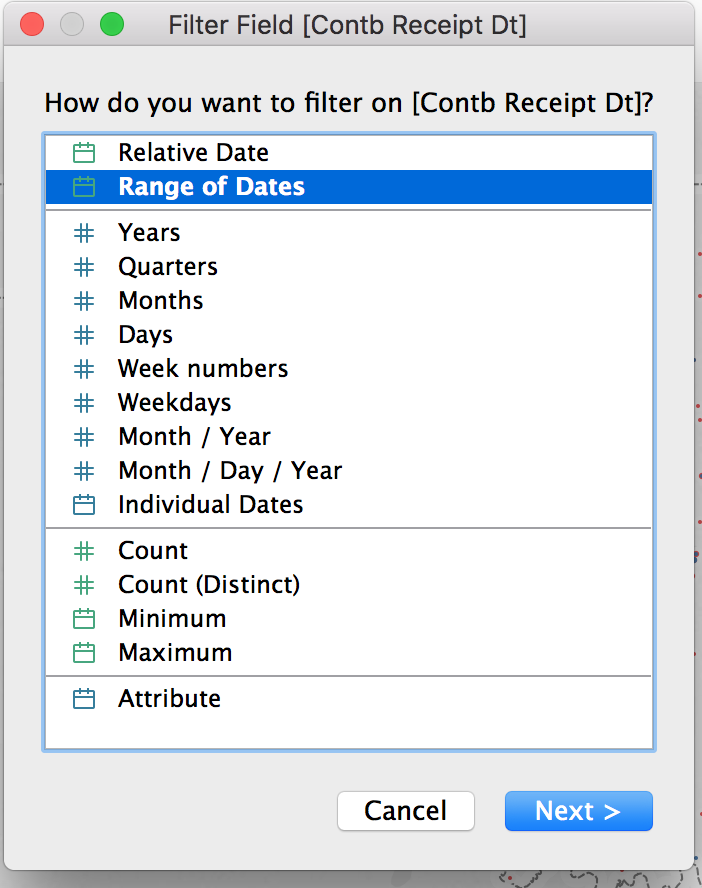 Filter Field [Contb Receipt Dt]
How do you want to filter on [Contb Receipt Dt]?
Relative Date
Range of Dates
Years
Quarters
Months
Days
Week numbers
Weekdays
Month / Year
Month / Day / Year
Individual Dates
Count
Count (Distinct)
Minimum
Maximum
Attribute
Cancel
Next >